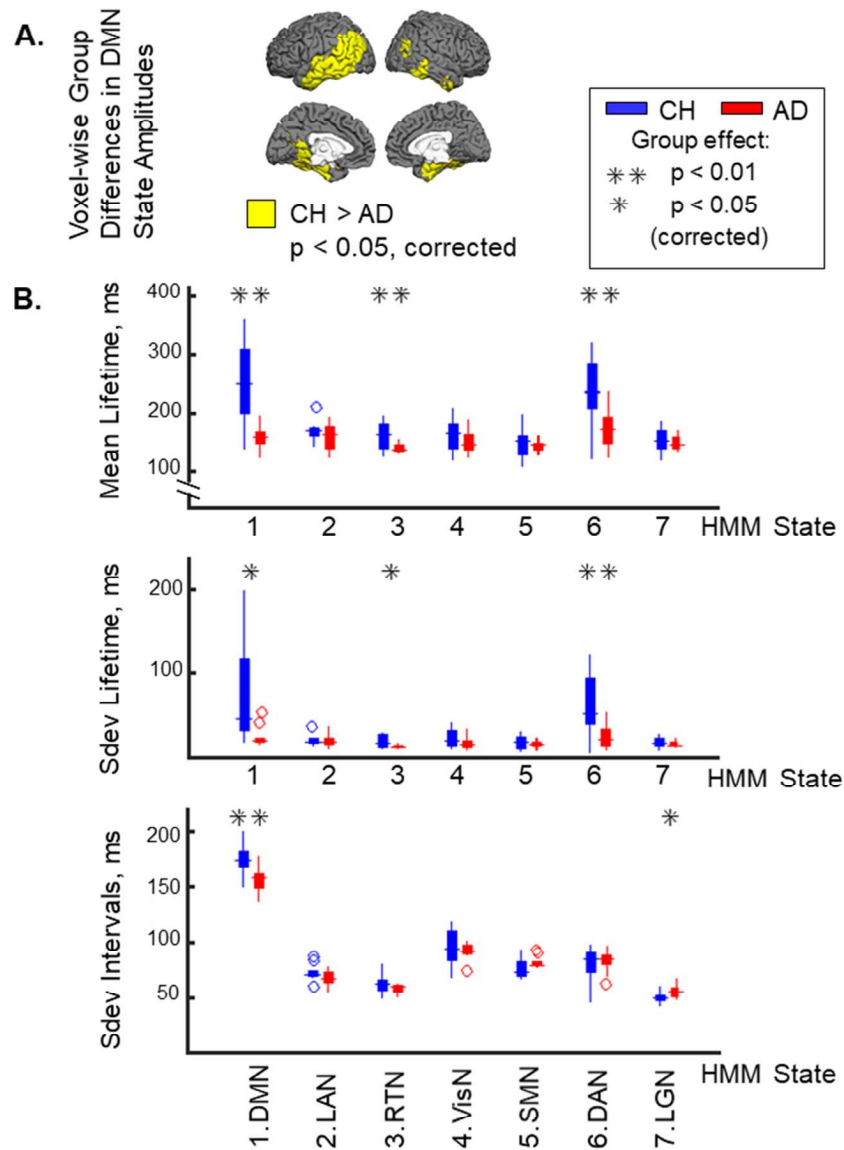 A.
Voxel-wise Group
Differences in DMN
State Amplitudes
CH > AD
p < 0.05, corrected
CH AD
Group effect:
** p < 0.01
* p < 0.05
(corrected)
B.
Mean Lifetime, ms
400
300
200
100
** ** **
1 2 3 4 5 6 7 HMM State
Sdev Lifetime, ms
200
100
* * **
1 2 3 4 5 6 7 HMM State
Sdev Intervals, ms
200
150
100
50
** *
HMM State
1.DMN
2.LAN
3.RTN
4.VisN
5.SMN
6.DAN
7.LGN